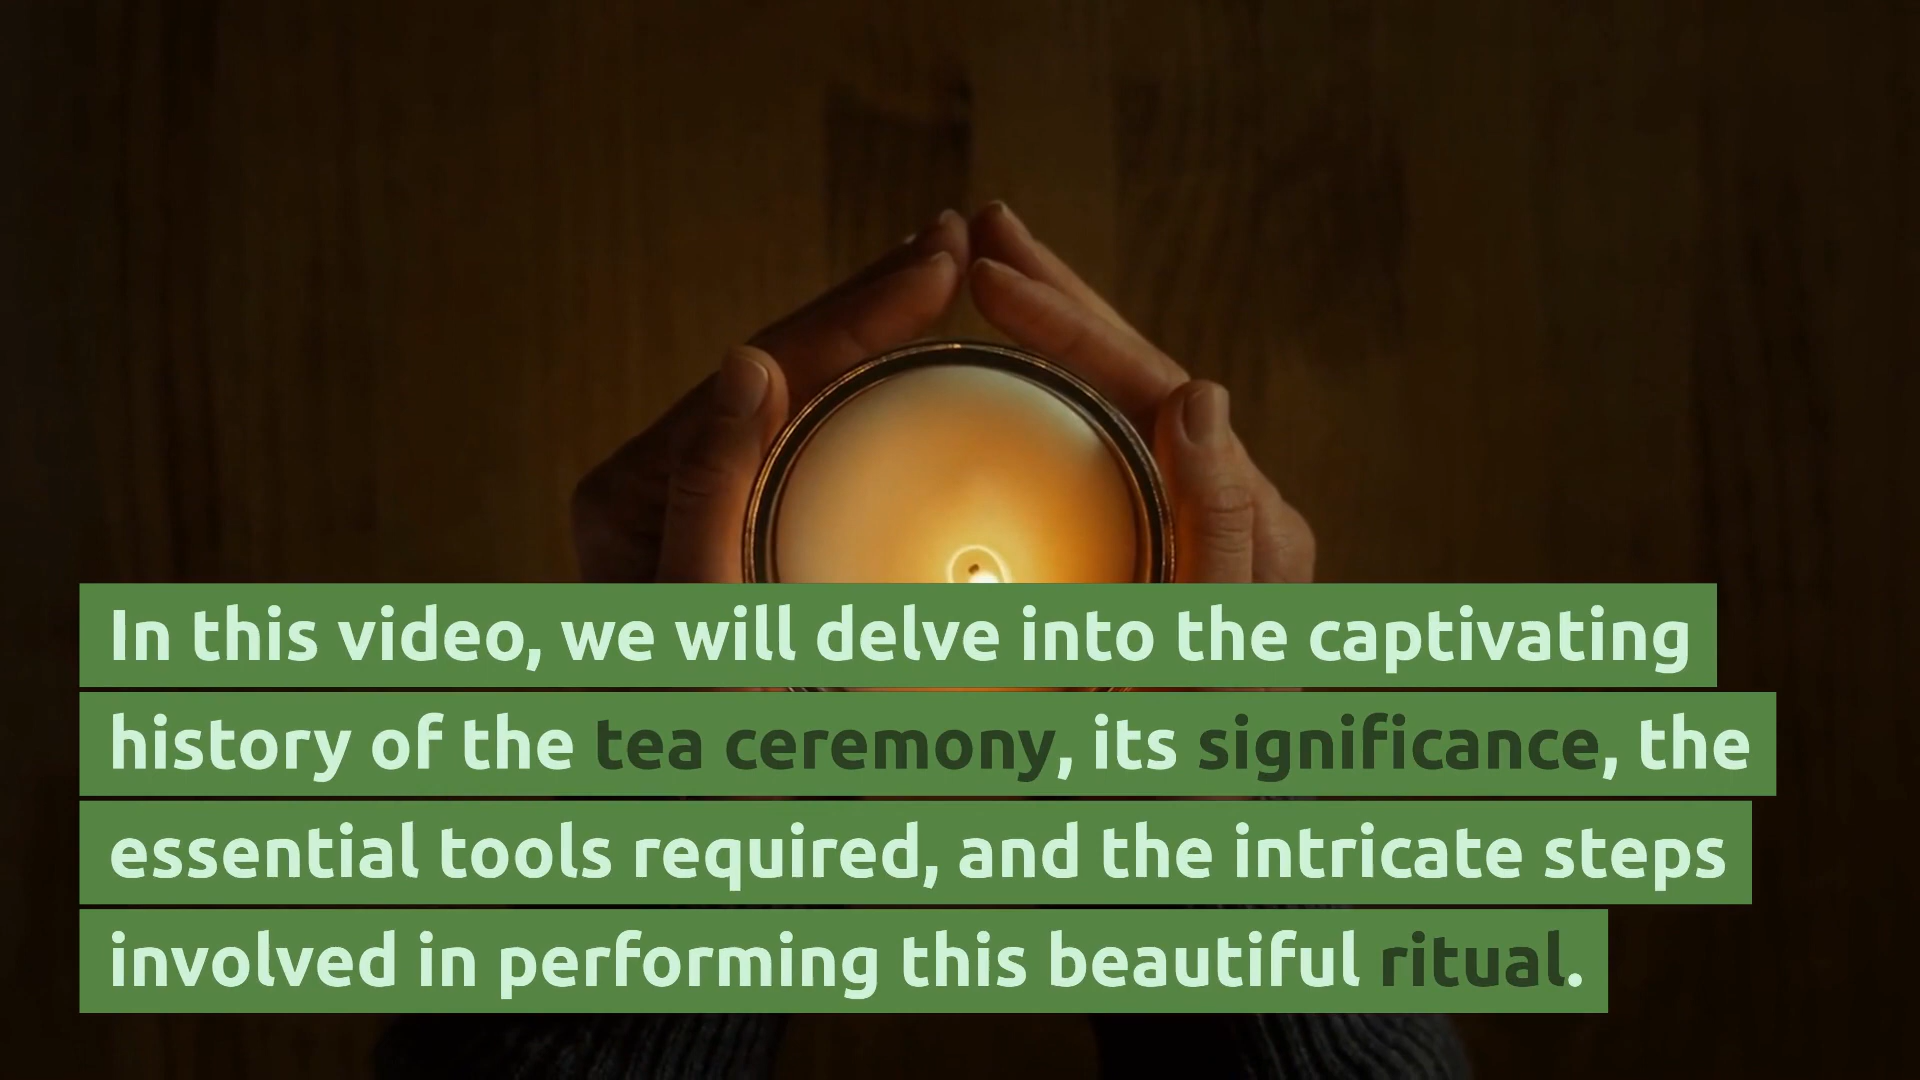 In this video, we will delve into the captivating
history of the tea ceremony, its significance, the
essential tools required, and the intricate steps
involved in performing this beautiful ritual.